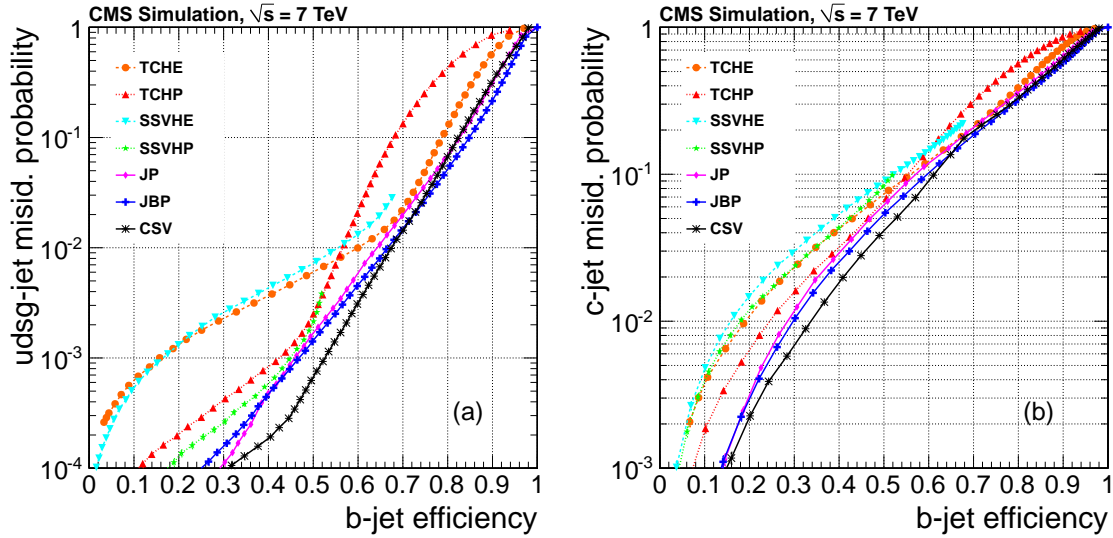 CMS Simulation, √s = 7 TeV
udsg-jet misid. probability
1
10⁻¹
10⁻²
10⁻³
10⁻⁴
TCHE
TCHP
SSVHE
SSVHP
JP
JBP
CSV
(a)
0 0.1 0.2 0.3 0.4 0.5 0.6 0.7 0.8 0.9 1
b-jet efficiency
CMS Simulation, √s = 7 TeV
c-jet misid. probability
1
10⁻¹
10⁻²
10⁻³
TCHE
TCHP
SSVHE
SSVHP
JP
JBP
CSV
(b)
0 0.1 0.2 0.3 0.4 0.5 0.6 0.7 0.8 0.9 1
b-jet efficiency